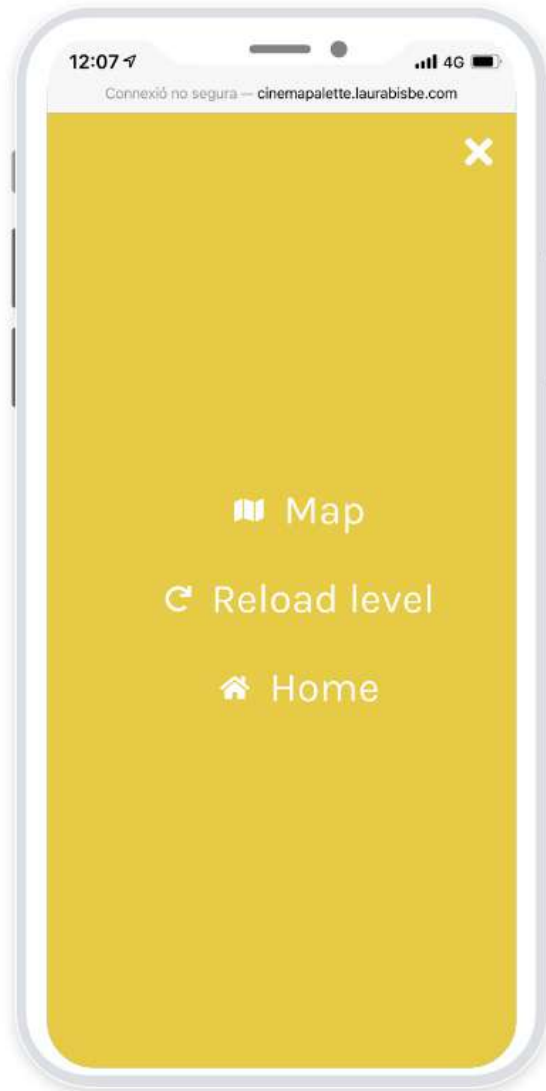 12:07 4G
Connexió no segura — cinemapalette.laurabisbe.com
Map
Reload level
Home